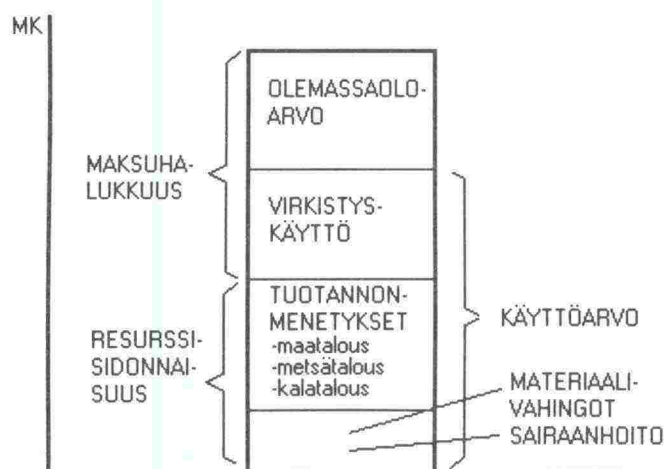 MK
OLEMASSAOLO-
ARVO
MAKSUHA-
LUKKUUS
VIRKISTYS-
KÄYTTÖ
TUOTANNON-
MENETYKSET
-maatalous
-metsätalous
-kalatalous
RESURSSI-
SIDONNAI-
SUUS
KÄYTTÖARVO
MATERIAALI-
VAHINGOT
SAIRAANHOITO